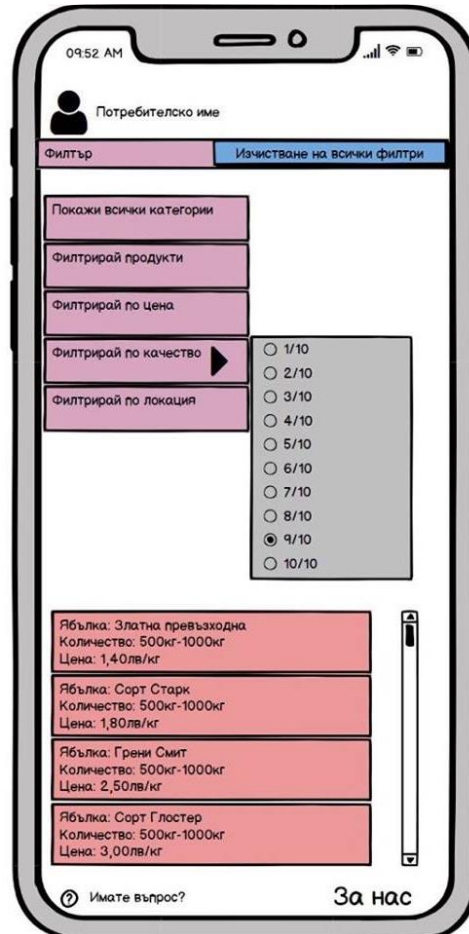 09:52 AM
Потребителско име
Филтър
Изчистване на всички филтри
Покажи всички категории
Филтрирай продукти
Филтрирай по цена
Филтрирай по качество
Филтрирай по локация
1/10
2/10
3/10
4/10
5/10
6/10
7/10
8/10
9/10
10/10
Ябълка: Златна превъзходна
Количество: 500кг-1000кг
Цена: 1,40лв/кг
Ябълка: Сорт Старк
Количество: 500кг-1000кг
Цена: 1,80лв/кг
Ябълка: Грени Смит
Количество: 500кг-1000кг
Цена: 2,50лв/кг
Ябълка: Сорт Глостер
Количество: 500кг-1000кг
Цена: 3,00лв/кг
? Имате въпрос?
За нас